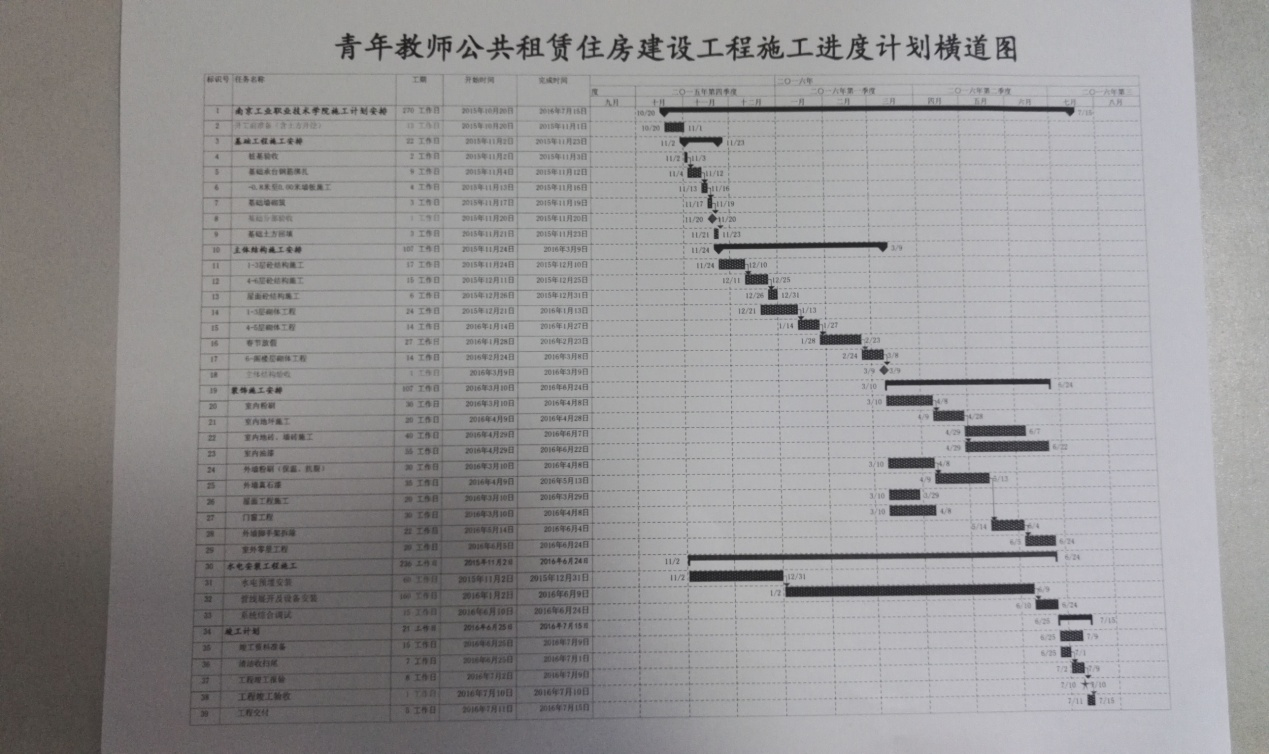 青年教师公共租赁住房建设工程施工进度计划横道图
标识号 任务名称 工期 开始时间 完成时间 二〇一六年
度 二〇一五年第四季度 二〇一六年第一季度 二〇一六年第二季度 二〇一六年第三
九月 十月 十一月 十二月 一月 二月 三月 四月 五月 六月 七月 八月
1 南京工业职业技术学院施工计划安排 270 工作日 2015年10月20日 2016年7月15日 10/20 7/15
2 13 工作日 2015年10月20日 2015年11月1日 10/20 11/1
3 基础工程施工安排 22 工作日 2015年11月2日 2015年11月23日 11/2 11/23
4 桩基验收 2 工作日 2015年11月2日 2015年11月3日 11/2 11/3
5 基础承台钢筋绑扎 9 工作日 2015年11月4日 2015年11月12日 11/4 11/12
6 -0.8米至0.00米墙板施工 4 工作日 2015年11月13日 2015年11月16日 11/13 11/16
7 基础墙砌筑 3 工作日 2015年11月17日 2015年11月19日 11/17 11/19
8 基础分部验收 1 工作日 2015年11月20日 2015年11月20日 11/20 11/20
9 基础土方回填 3 工作日 2015年11月21日 2015年11月23日 11/21 11/23
10 主体结构施工安排 107 工作日 2015年11月24日 2016年3月9日 11/24 3/9
11 1-3层砼结构施工 17 工作日 2015年11月24日 2015年12月10日 11/24 12/10
12 4-6层砼结构施工 15 工作日 2015年12月11日 2015年12月25日 12/11 12/25
13 屋面砼结构施工 6 工作日 2015年12月26日 2015年12月31日 12/26 12/31
14 1-3层砌体工程 24 工作日 2015年12月21日 2016年1月13日 12/21 1/13
15 4-5层砌体工程 14 工作日 2016年1月14日 2016年1月27日 1/14 1/27
16 春节放假 27 工作日 2016年1月28日 2016年2月23日 1/28 2/23
17 6-阁楼层砌体工程 14 工作日 2016年2月24日 2016年3月8日 2/24 3/8
18 主体结构验收 1 工作日 2016年3月9日 2016年3月9日 3/9 3/9
19 装饰施工安排 107 工作日 2016年3月10日 2016年6月24日 3/10 6/24
20 室内粉刷 30 工作日 2016年3月10日 2016年4月8日 3/10 4/8
21 室内地坪施工 20 工作日 2016年4月9日 2016年4月28日 4/9 4/28
22 室内地砖、墙砖施工 40 工作日 2016年4月29日 2016年6月7日 4/29 6/7
23 室内油漆 55 工作日 2016年4月29日 2016年6月22日 4/29 6/22
24 外墙粉刷（保温、抗裂） 30 工作日 2016年3月10日 2016年4月8日 3/10 4/8
25 外墙真石漆 35 工作日 2016年4月9日 2016年5月13日 4/9 5/13
26 屋面工程施工 20 工作日 2016年3月10日 2016年3月29日 3/10 3/29
27 门窗工程 30 工作日 2016年3月10日 2016年4月8日 3/10 4/8
28 外墙脚手架拆除 22 工作日 2016年5月14日 2016年6月4日 5/14 6/4
29 室外零星工程 20 工作日 2016年6月5日 2016年6月24日 6/5 6/24
30 水电安装工程施工 236 工作日 2015年11月2日 2016年6月24日 11/2 6/24
31 水电预埋安装 60 工作日 2015年11月2日 2015年12月31日 11/2 12/31
32 管线展开及设备安装 160 工作日 2016年1月2日 2016年6月9日 1/2 6/9
33 系统综合调试 15 工作日 2016年6月10日 2016年6月24日 6/10 6/24
34 竣工计划 21 工作日 2016年6月25日 2016年7月15日 6/25 7/15
35 竣工资料准备 15 工作日 2016年6月25日 2016年7月9日 6/25 7/9
36 清洁收扫尾 7 工作日 2016年6月25日 2016年7月1日 6/25 7/1
37 工程竣工报验 8 工作日 2016年7月2日 2016年7月9日 7/2 7/9
38 工程竣工验收 1 工作日 2016年7月10日 2016年7月10日 7/10 7/10
39 工程交付 5 工作日 2016年7月11日 2016年7月15日 7/11 7/15